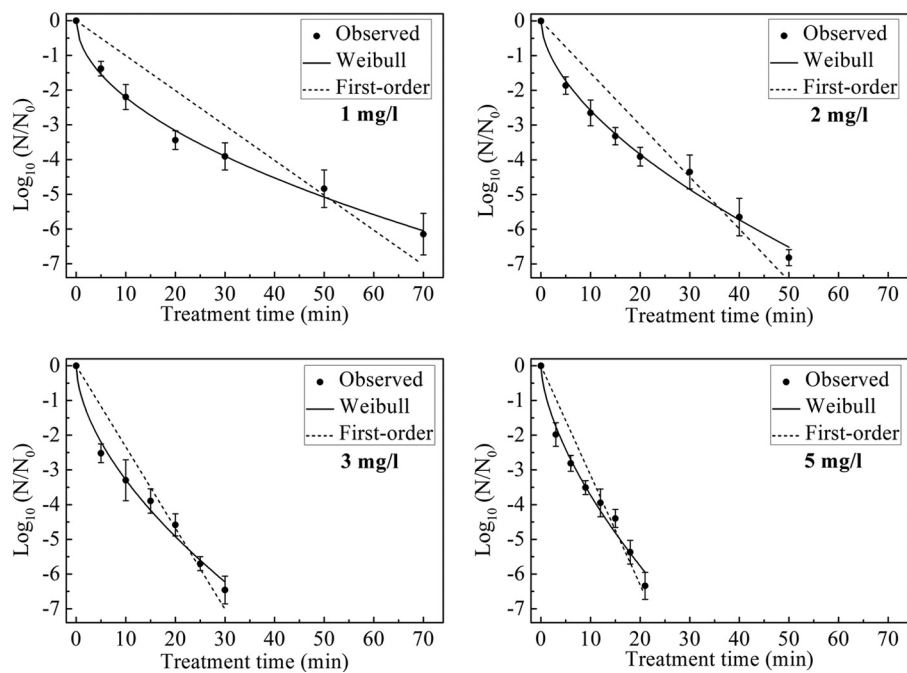 0
-1
-2
-3
-4
-5
-6
-7
Log10 (N/N0)
Observed
Weibull
First-order
1 mg/l
0 10 20 30 40 50 60 70
Treatment time (min)
0
-1
-2
-3
-4
-5
-6
-7
Log10 (N/N0)
Observed
Weibull
First-order
2 mg/l
0 10 20 30 40 50 60 70
Treatment time (min)
0
-1
-2
-3
-4
-5
-6
-7
Log10 (N/N0)
Observed
Weibull
First-order
3 mg/l
0 10 20 30 40 50 60 70
Treatment time (min)
0
-1
-2
-3
-4
-5
-6
-7
Log10 (N/N0)
Observed
Weibull
First-order
5 mg/l
0 10 20 30 40 50 60 70
Treatment time (min)